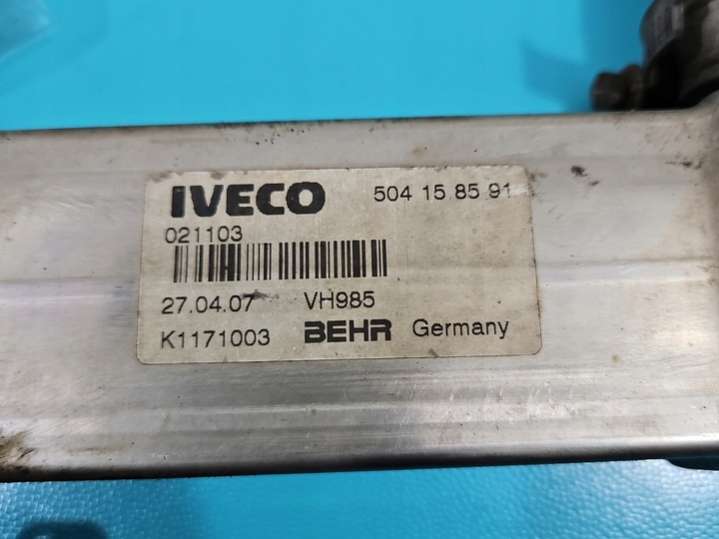 IVECO 504 15 85 91
021103
27.04.07 VH985
K1171003 BEHR Germany